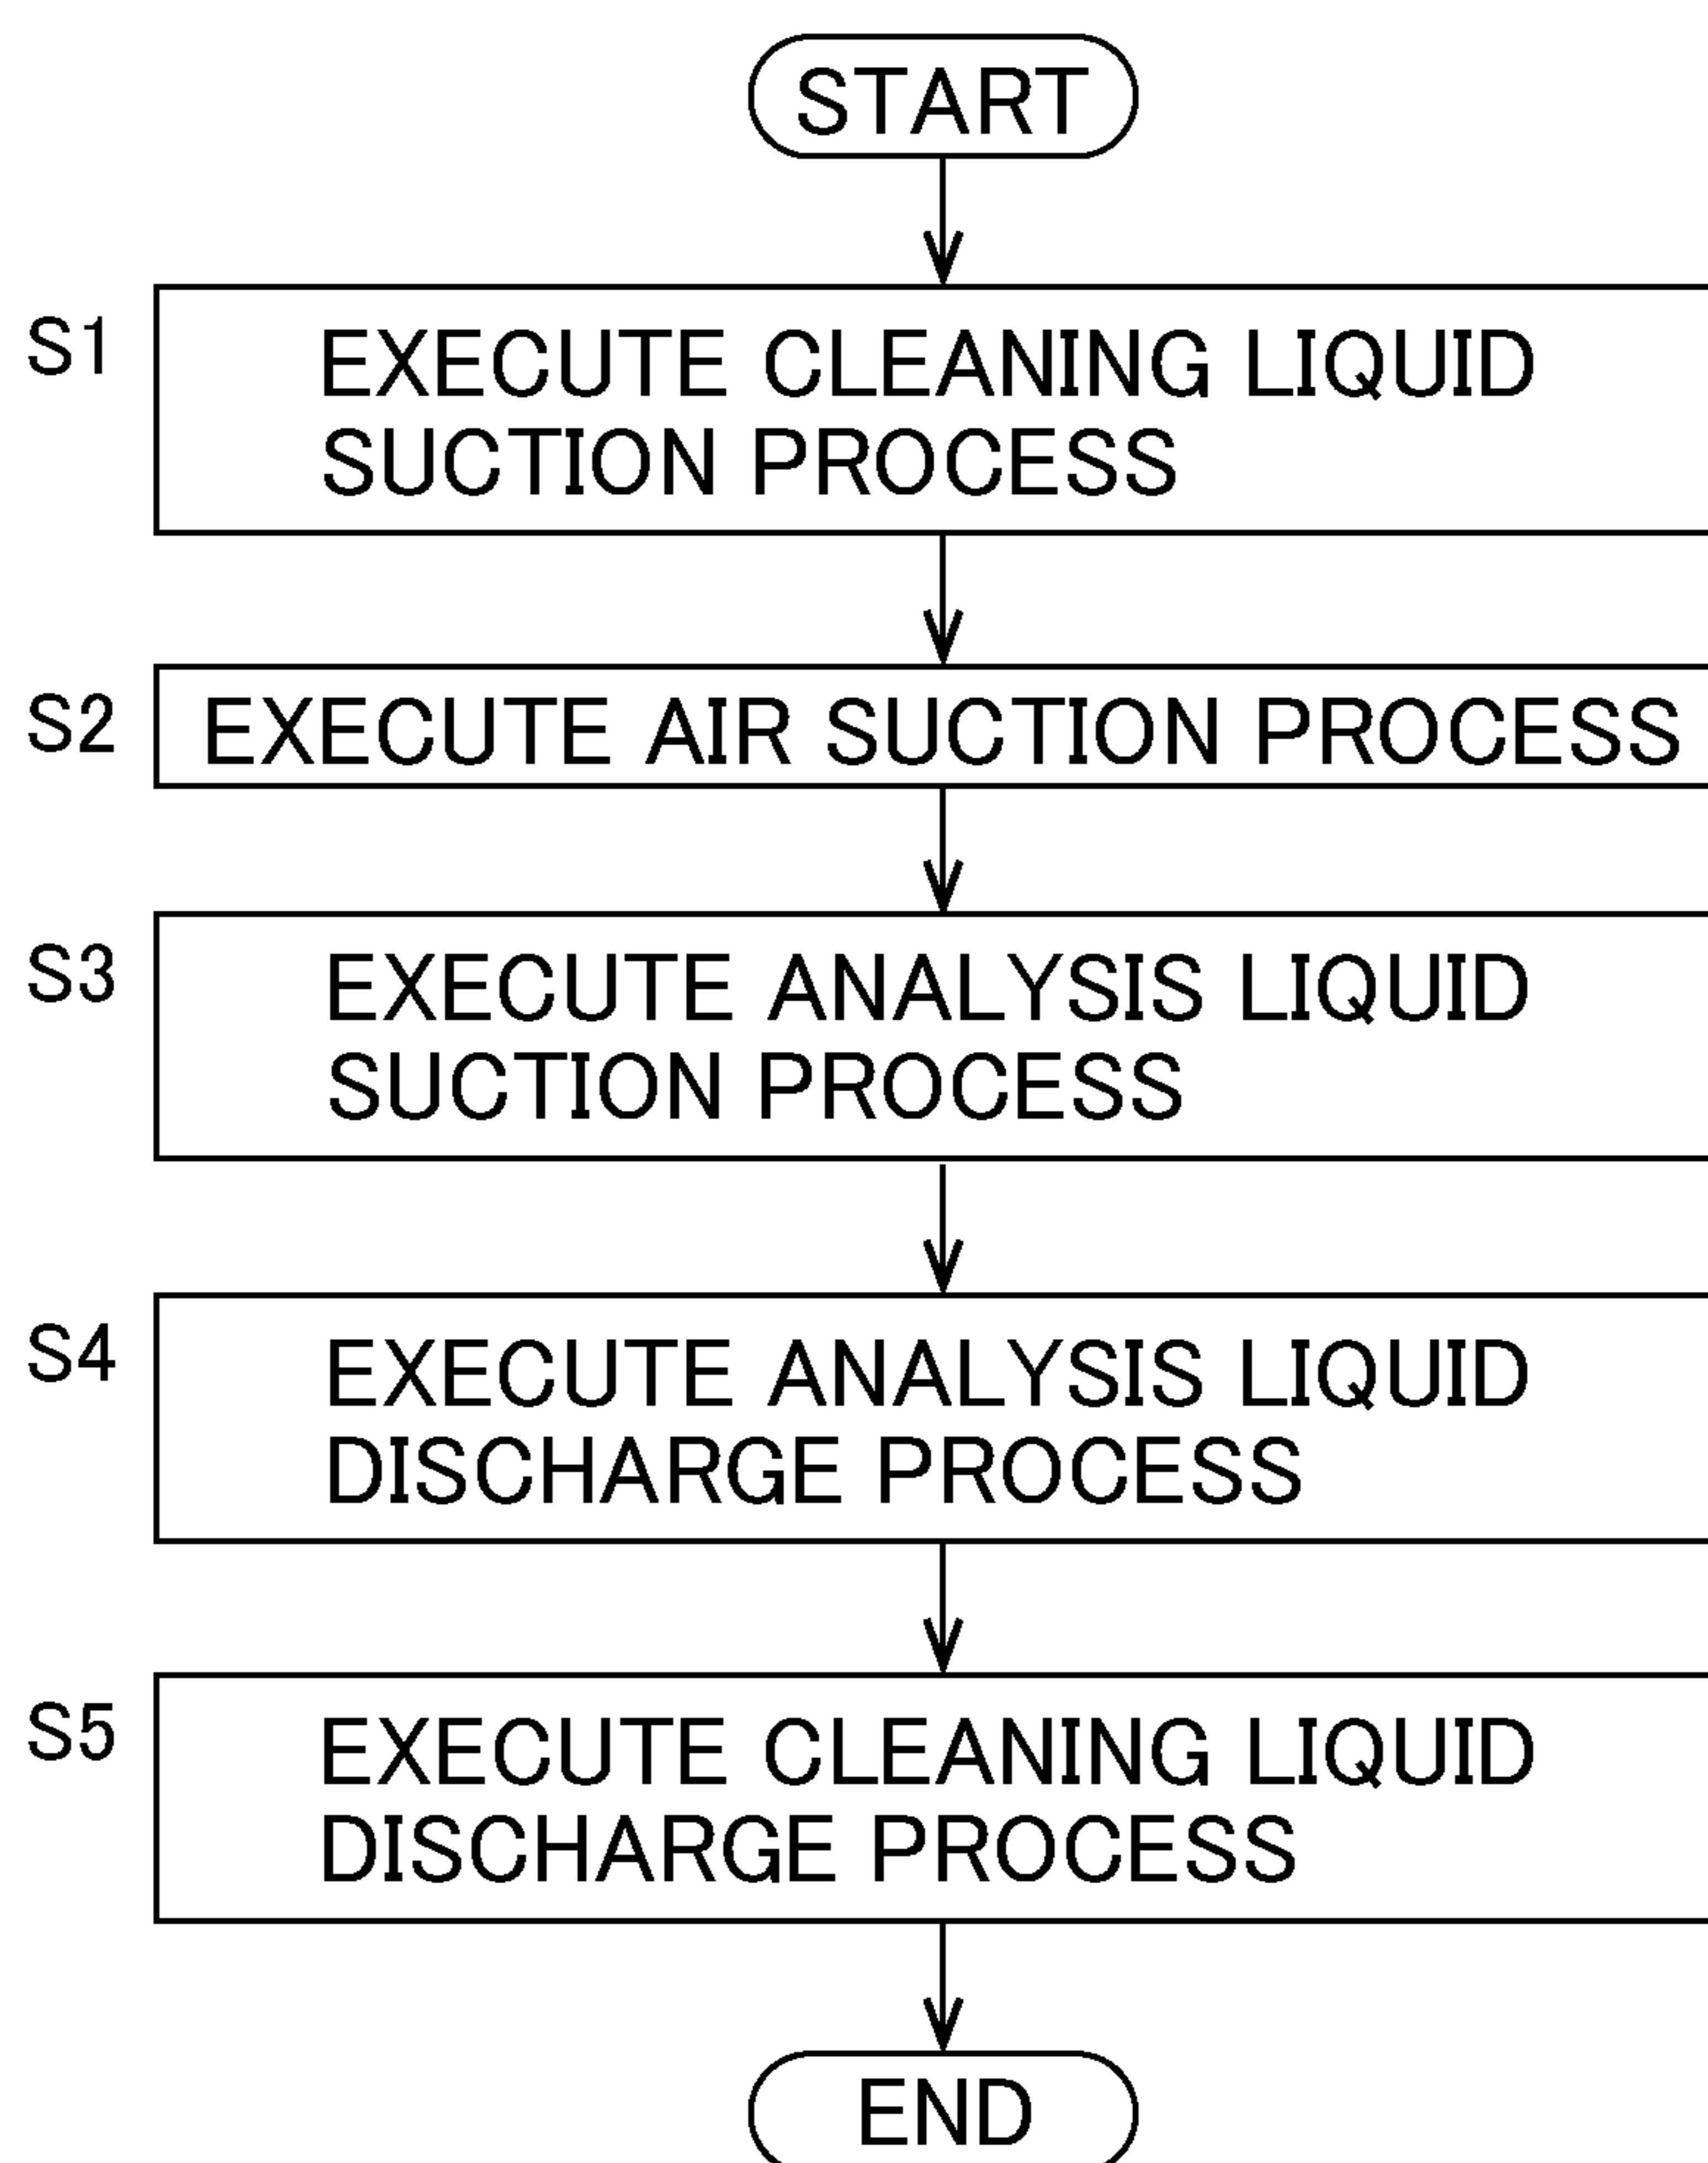 START
S1
EXECUTE CLEANING LIQUID
SUCTION PROCESS
S2
EXECUTE AIR SUCTION PROCESS
S3
EXECUTE ANALYSIS LIQUID
SUCTION PROCESS
S4
EXECUTE ANALYSIS LIQUID
DISCHARGE PROCESS
S5
EXECUTE CLEANING LIQUID
DISCHARGE PROCESS
END